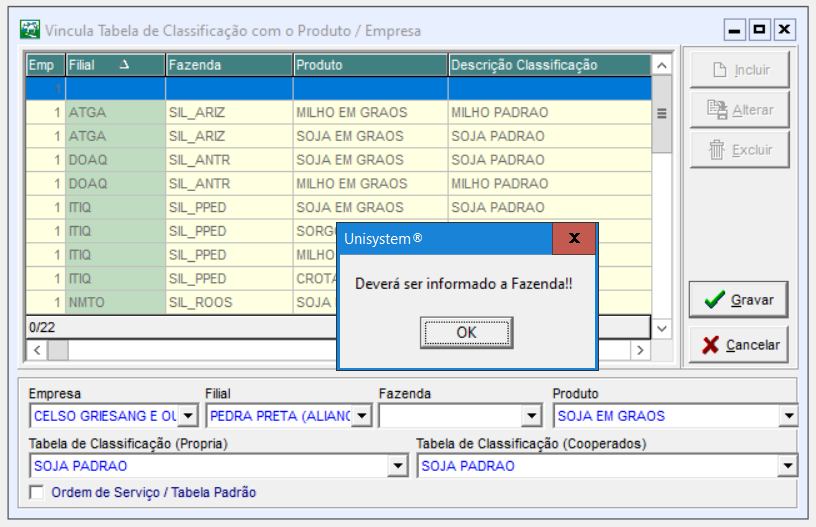 Vincula Tabela de Classificação com o Produto / Empresa
Emp Filial Fazenda Produto Descrição Classificação
1
1 ATGA SIL_ARIZ MILHO EM GRAOS MILHO PADRAO
1 ATGA SIL_ARIZ SOJA EM GRAOS SOJA PADRAO
1 DOAQ SIL_ANTR SOJA EM GRAOS SOJA PADRAO
1 DOAQ SIL_ANTR MILHO EM GRAOS MILHO PADRAO
1 ITIQ SIL_PPED SOJA EM GRAOS SOJA PADRAO
1 ITIQ SIL_PPED SORG
1 ITIQ SIL_PPED MILHO
1 ITIQ SIL_PPED CROTA
1 NMTO SIL_ROOS SOJA
0/22
Incluir
Alterar
Excluir
Gravar
Cancelar
Unisystem®
Deverá ser informado a Fazenda!!
OK
Empresa Filial Fazenda Produto
CELSO GRIESANG E OU PEDRA PRETA (ALIANC SOJA EM GRAOS
Tabela de Classificação (Propria) Tabela de Classificação (Cooperados)
SOJA PADRAO SOJA PADRAO
Ordem de Serviço / Tabela Padrão